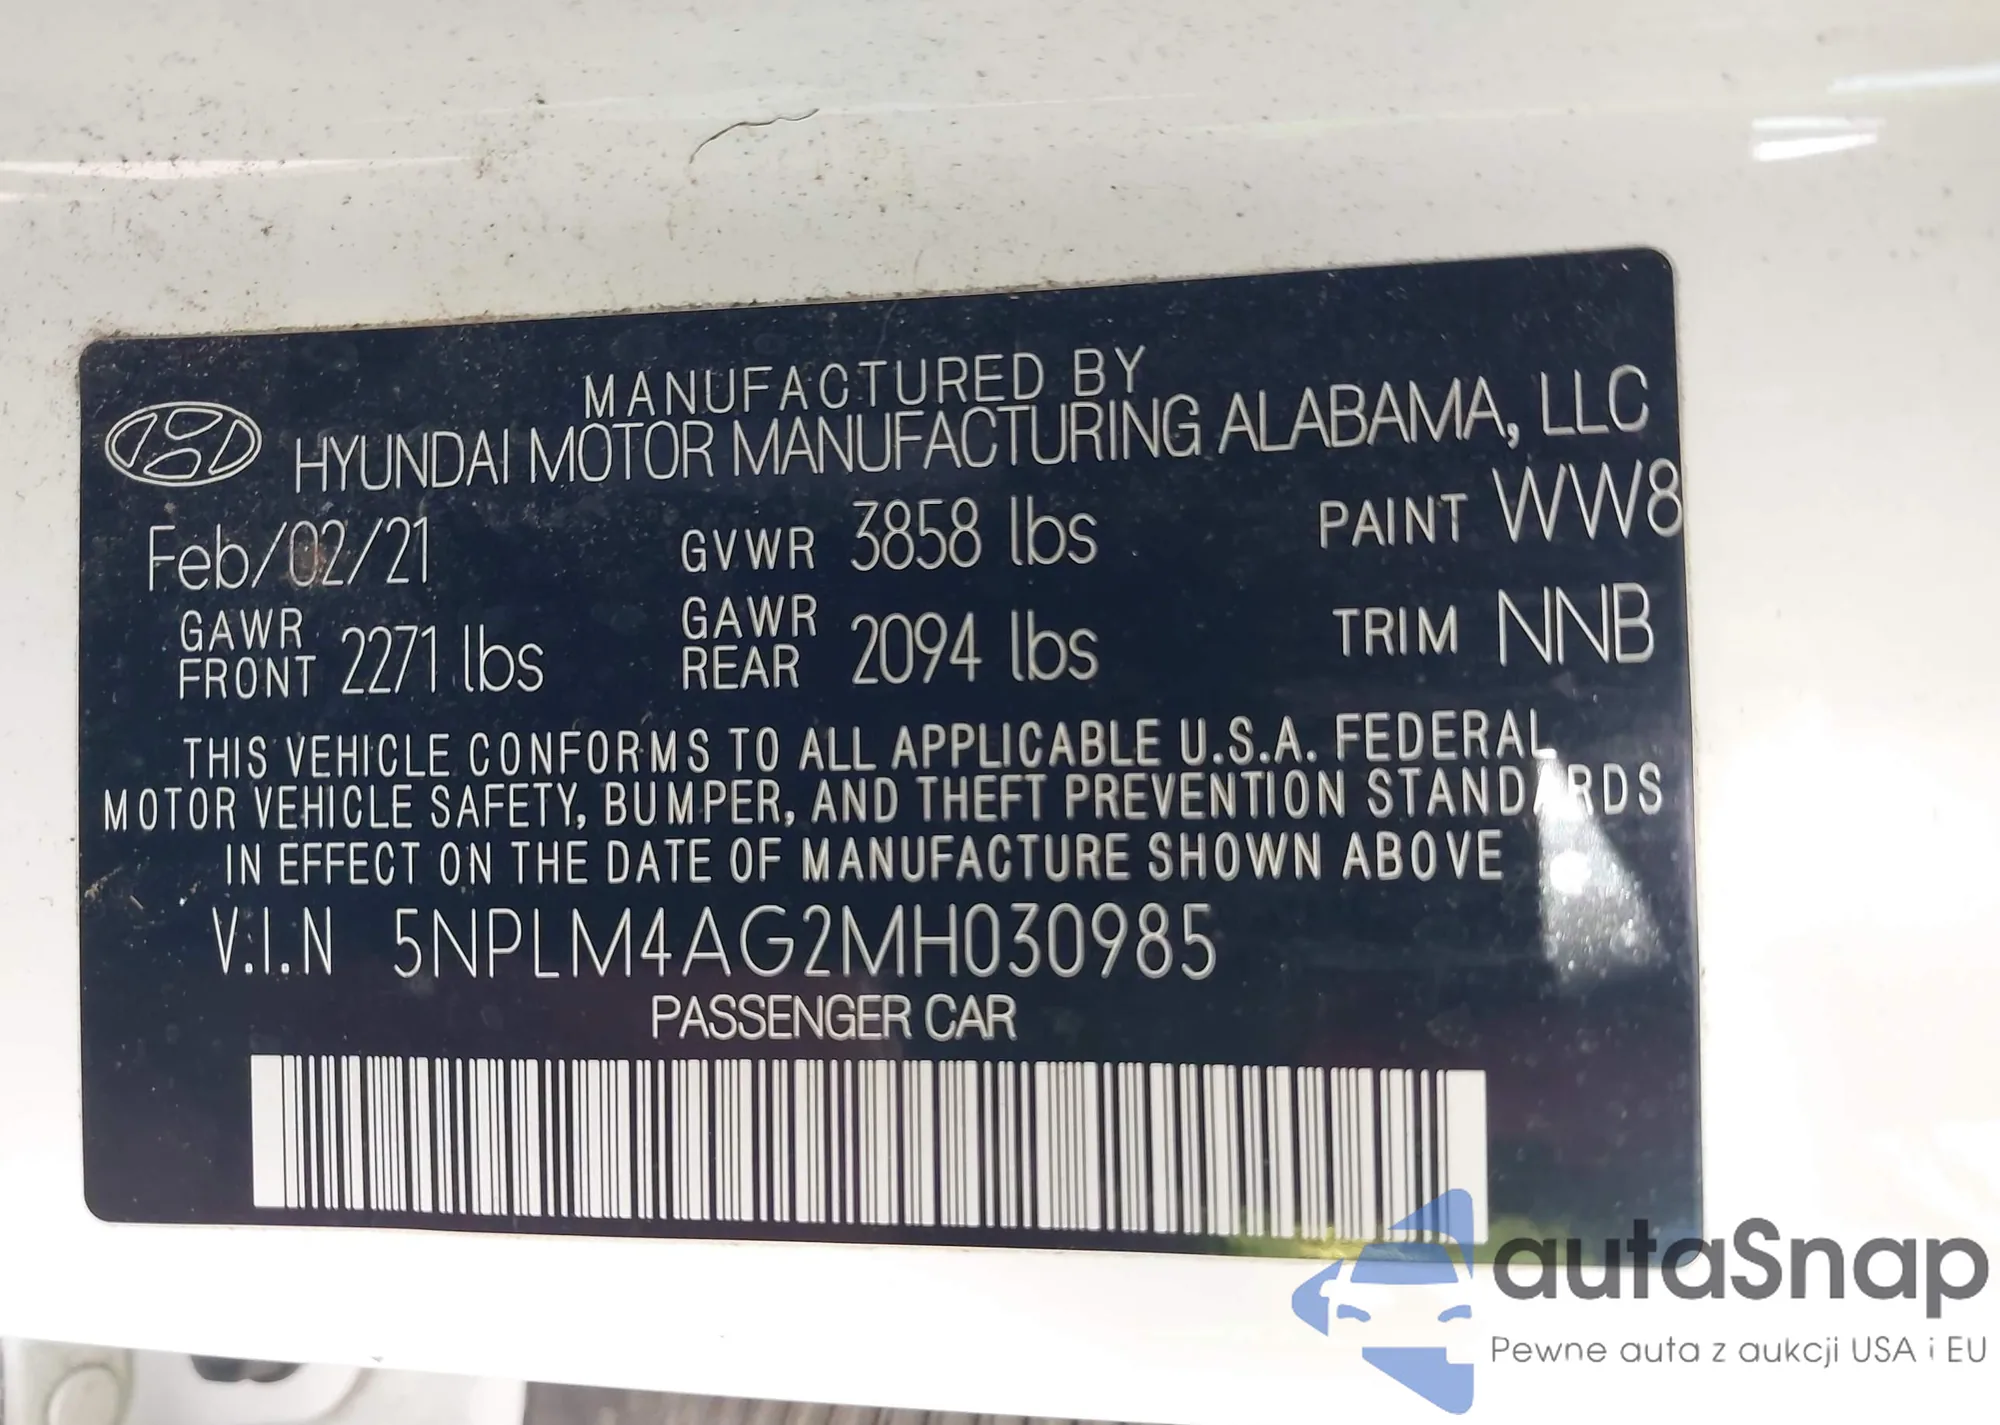 MANUFACTURED BY
HYUNDAI MOTOR MANUFACTURING ALABAMA, LLC
Feb/02/21 GVWR 3858 lbs PAINT WW8
GAWR FRONT 2271 lbs GAWR REAR 2094 lbs TRIM NNB
THIS VEHICLE CONFORMS TO ALL APPLICABLE U.S.A. FEDERAL
MOTOR VEHICLE SAFETY, BUMPER, AND THEFT PREVENTION STANDARDS
IN EFFECT ON THE DATE OF MANUFACTURE SHOWN ABOVE
V.I.N 5NPLM4AG2MH030985
PASSENGER CAR
autaSnap
Pewne auta z aukcji USA i EU